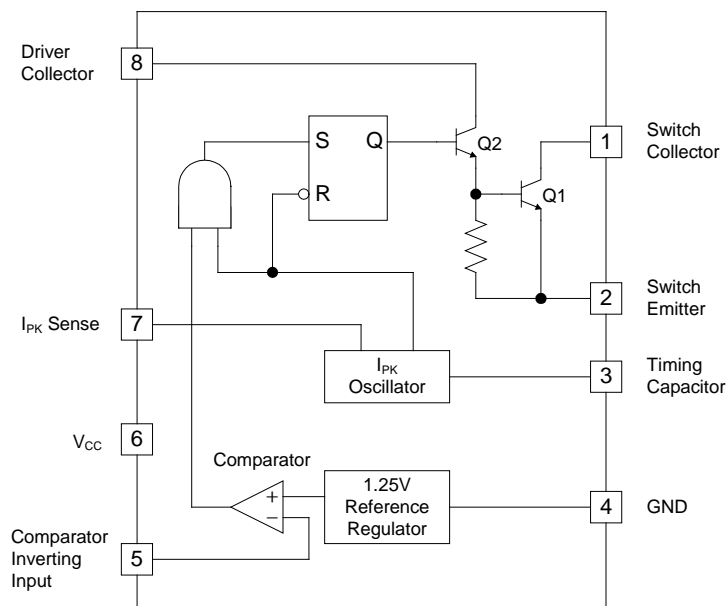 Driver
Collector
8
S
Q
R
Q2
Q1
1
Switch
Collector
2
Switch
Emitter
I_PK Sense
7
I_PK
Oscillator
3
Timing
Capacitor
V_CC
6
Comparator
+
−
1.25V
Reference
Regulator
4
GND
Comparator
Inverting
Input
5